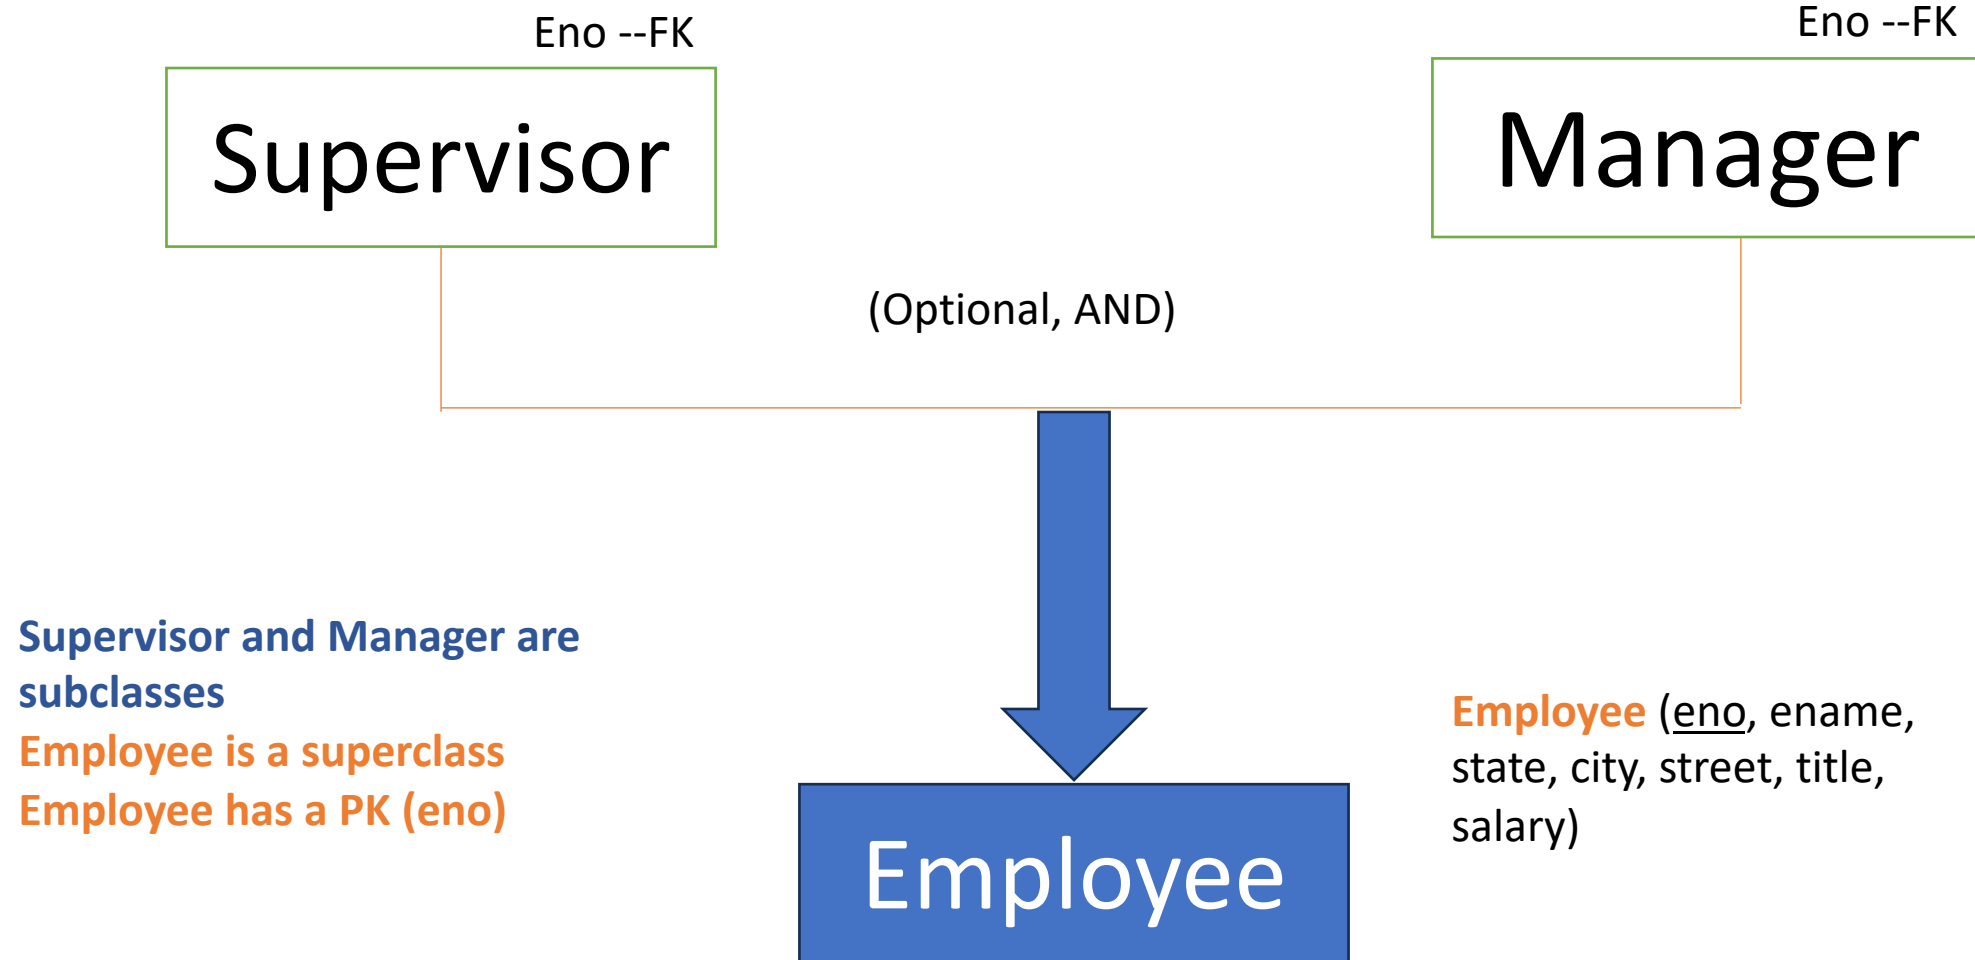 Eno --FK
Eno --FK
Supervisor
Manager
(Optional, AND)
Supervisor and Manager are
subclasses
Employee is a superclass
Employee has a PK (eno)
Employee (eno, ename,
state, city, street, title,
salary)
Employee